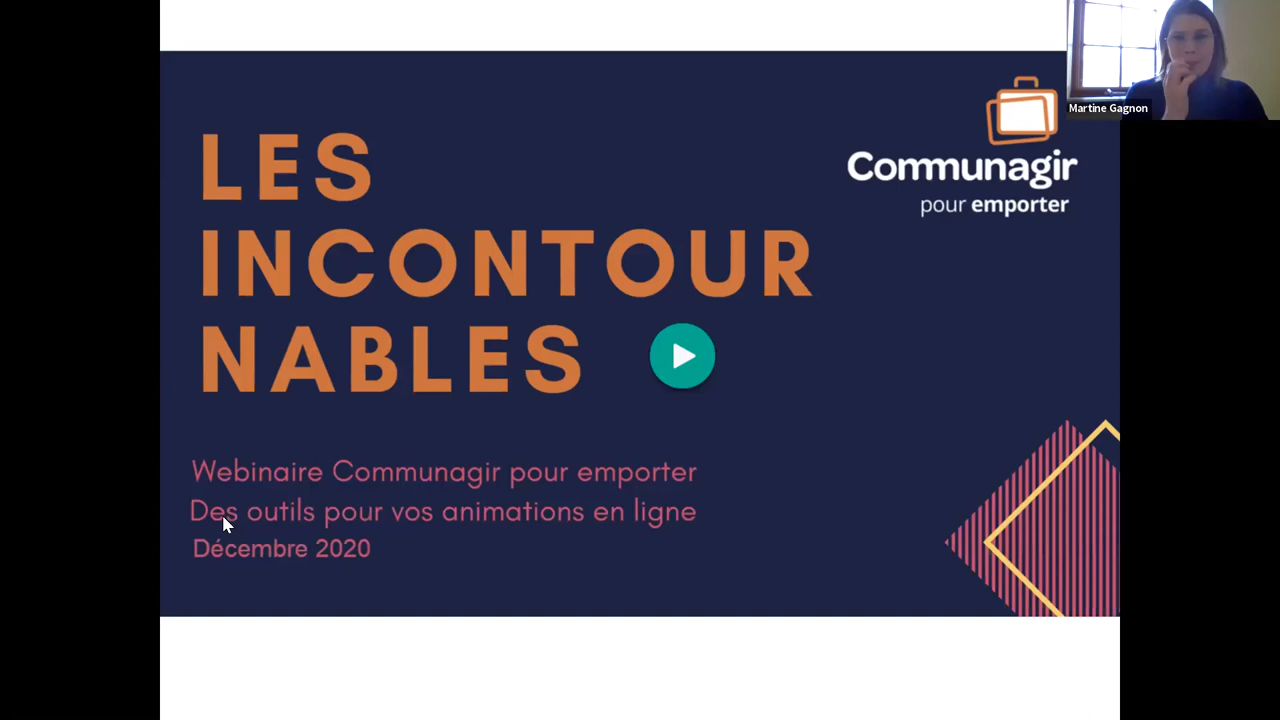 LES
INCONTOUR
NABLES
Communagir
pour emporter
Martine Gagnon
Webinaire Communagir pour emporter
Des outils pour vos animations en ligne
Décembre 2020